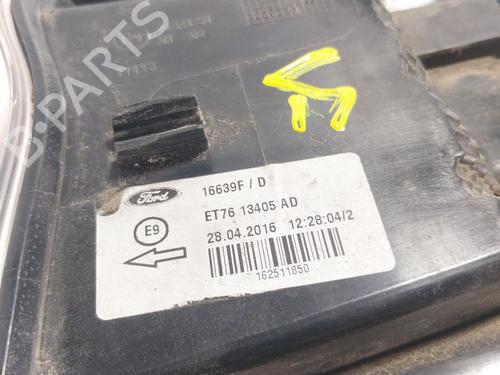 B-PARTS
Ford
16639F / D
ET76 13405 AD
E9
28.04.2016 12:28:04/2
162511850